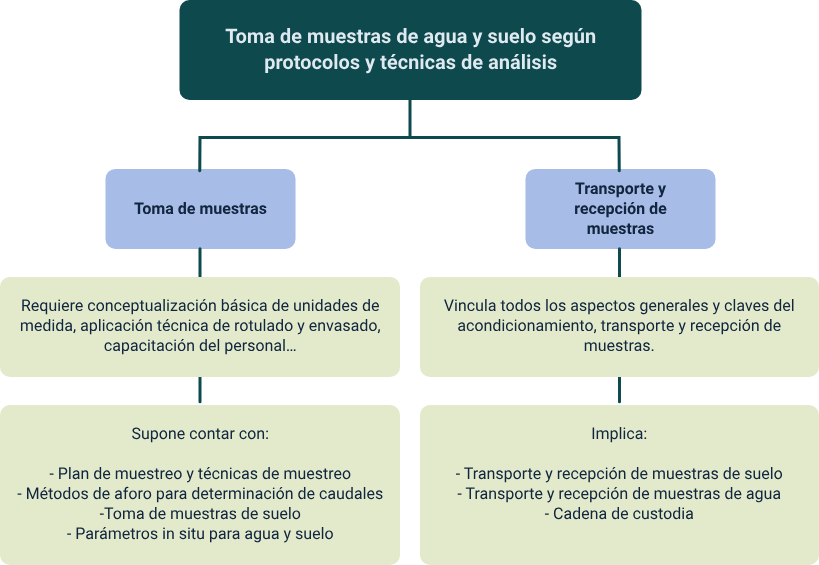 Toma de muestras de agua y suelo según
protocolos y técnicas de análisis
Toma de muestras
Transporte y
recepción de
muestras
Requiere conceptualización básica de unidades de
medida, aplicación técnica de rotulado y envasado,
capacitación del personal...
Vincula todos los aspectos generales y claves del
acondicionamiento, transporte y recepción de
muestras.
Supone contar con:
- Plan de muestreo y técnicas de muestreo
- Métodos de aforo para determinación de caudales
-Toma de muestras de suelo
- Parámetros in situ para agua y suelo
Implica:
- Transporte y recepción de muestras de suelo
- Transporte y recepción de muestras de agua
- Cadena de custodia